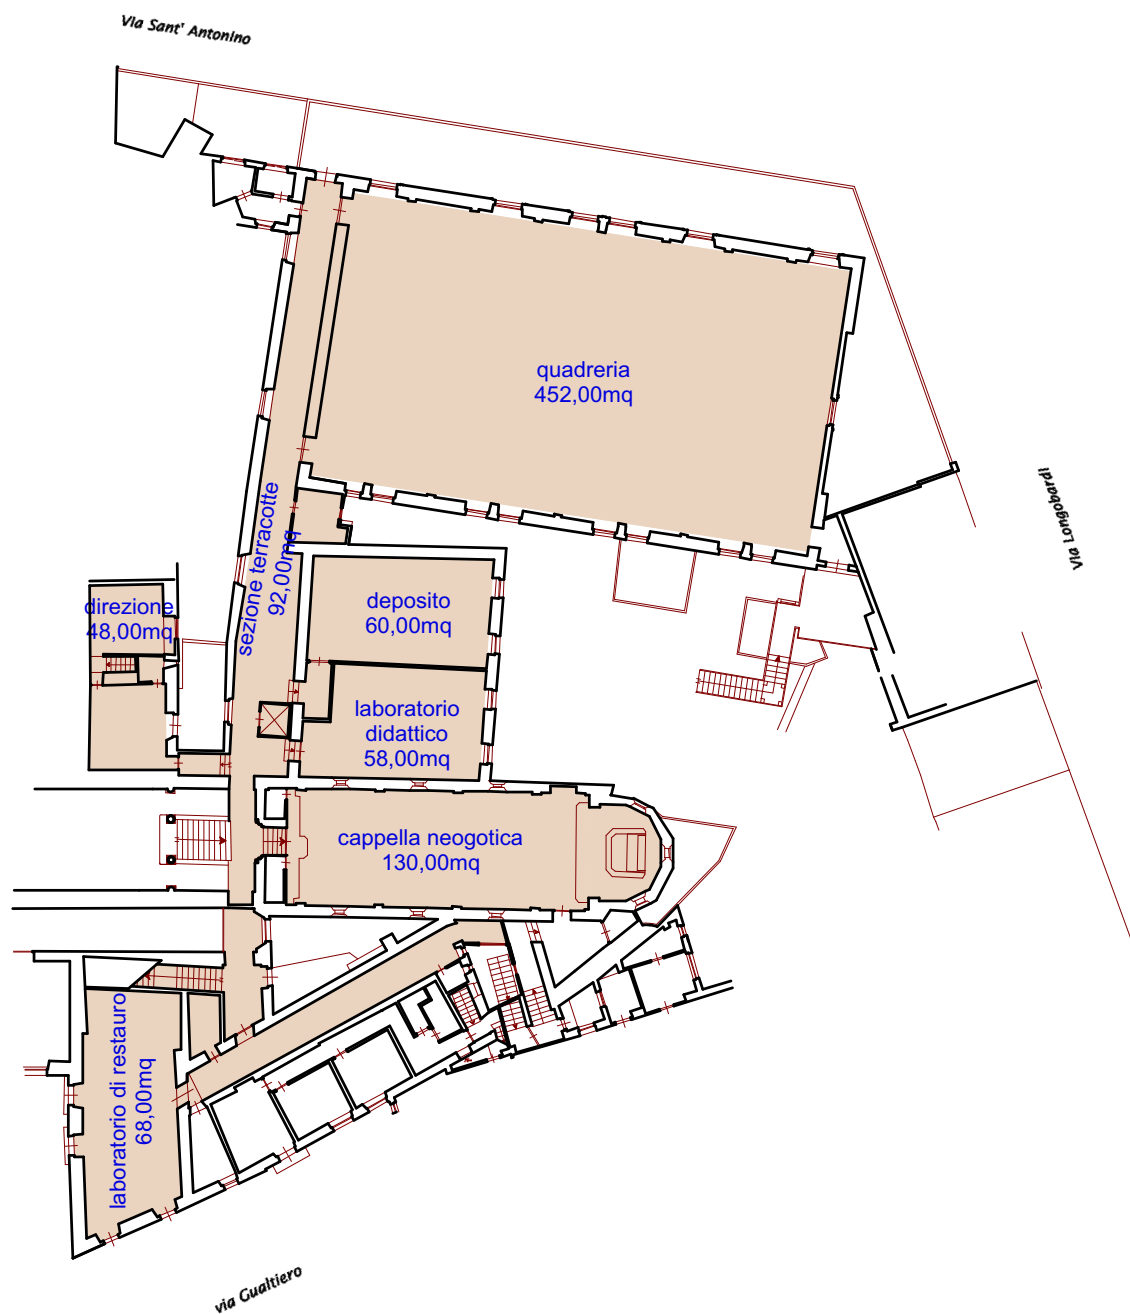 Via Sant' Antonino
quadreria
452,00mq
Via Longobardi
sezione terracotte
92,00mq
direzione
48,00mq
deposito
60,00mq
laboratorio
didattico
58,00mq
cappella neogotica
130,00mq
laboratorio di restauro
68,00mq
via Gualtiero